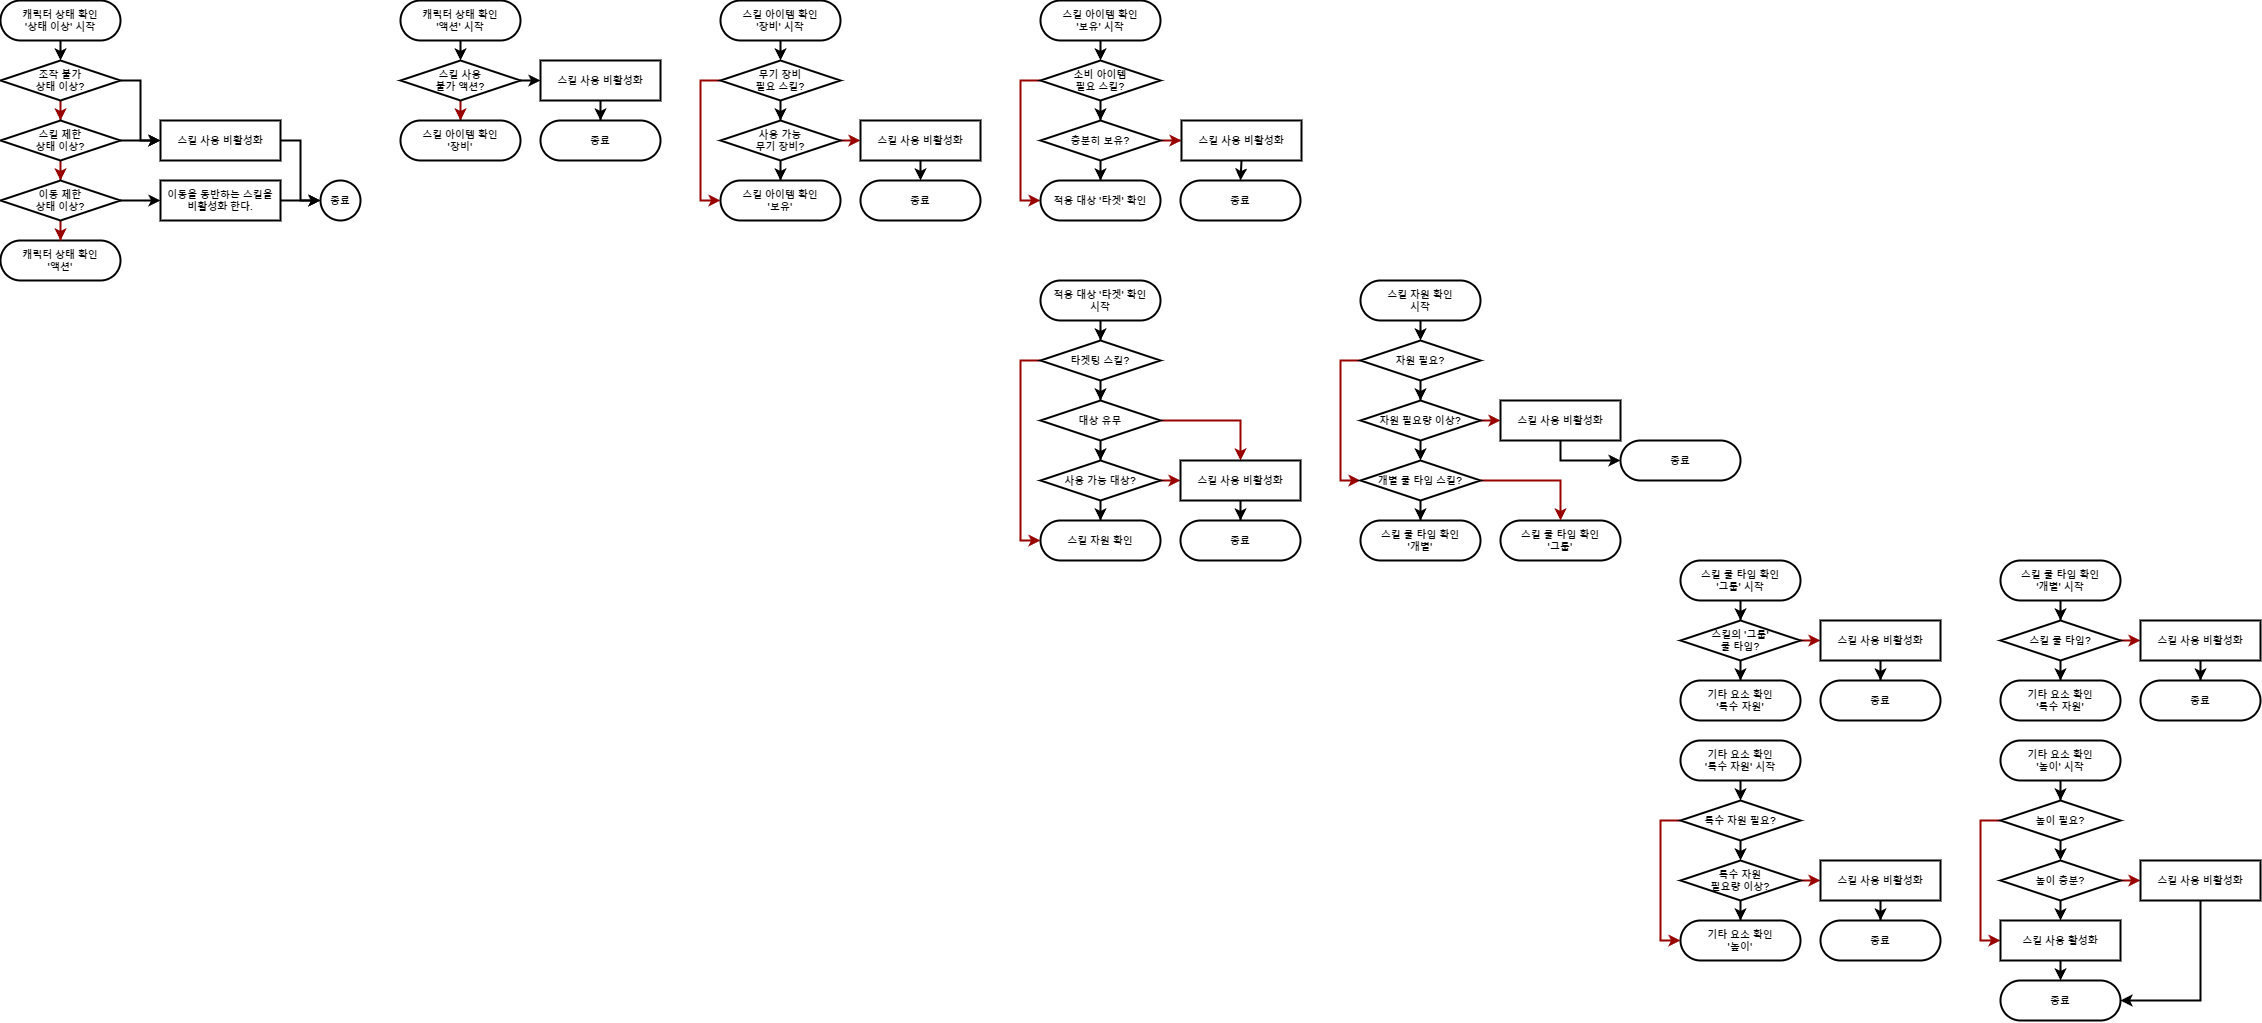 캐릭터 상태 확인
'상태 이상' 시작
조작 불가
상태 이상?
스킬 제한
상태 이상?
스킬 사용 비활성화
이동 제한
상태 이상?
이동을 동반하는 스킬을
비활성화 한다.
종료
캐릭터 상태 확인
'액션'
캐릭터 상태 확인
'액션' 시작
스킬 사용
불가 액션?
스킬 사용 비활성화
스킬 아이템 확인
'장비'
종료
스킬 아이템 확인
'장비' 시작
무기 장비
필요 스킬?
사용 가능
무기 장비?
스킬 사용 비활성화
스킬 아이템 확인
'보유'
종료
스킬 아이템 확인
'보유' 시작
소비 아이템
필요 스킬?
충분히 보유?
스킬 사용 비활성화
적용 대상 '타겟' 확인
종료
적용 대상 '타겟' 확인
시작
타겟팅 스킬?
대상 유무
사용 가능 대상?
스킬 사용 비활성화
스킬 자원 확인
종료
스킬 자원 확인
시작
자원 필요?
자원 필요량 이상?
스킬 사용 비활성화
종료
개별 쿨 타임 스킬?
스킬 쿨 타임 확인
'개별'
스킬 쿨 타임 확인
'그룹'
스킬 쿨 타임 확인
'그룹' 시작
스킬의 '그룹'
쿨 타임?
스킬 사용 비활성화
기타 요소 확인
'특수 자원'
종료
스킬 쿨 타임 확인
'개별' 시작
스킬 쿨 타임?
스킬 사용 비활성화
기타 요소 확인
'특수 자원'
종료
기타 요소 확인
'특수 자원' 시작
특수 자원 필요?
특수 자원
필요량 이상?
스킬 사용 비활성화
기타 요소 확인
'높이'
종료
기타 요소 확인
'높이' 시작
높이 필요?
높이 충분?
스킬 사용 비활성화
스킬 사용 활성화
종료